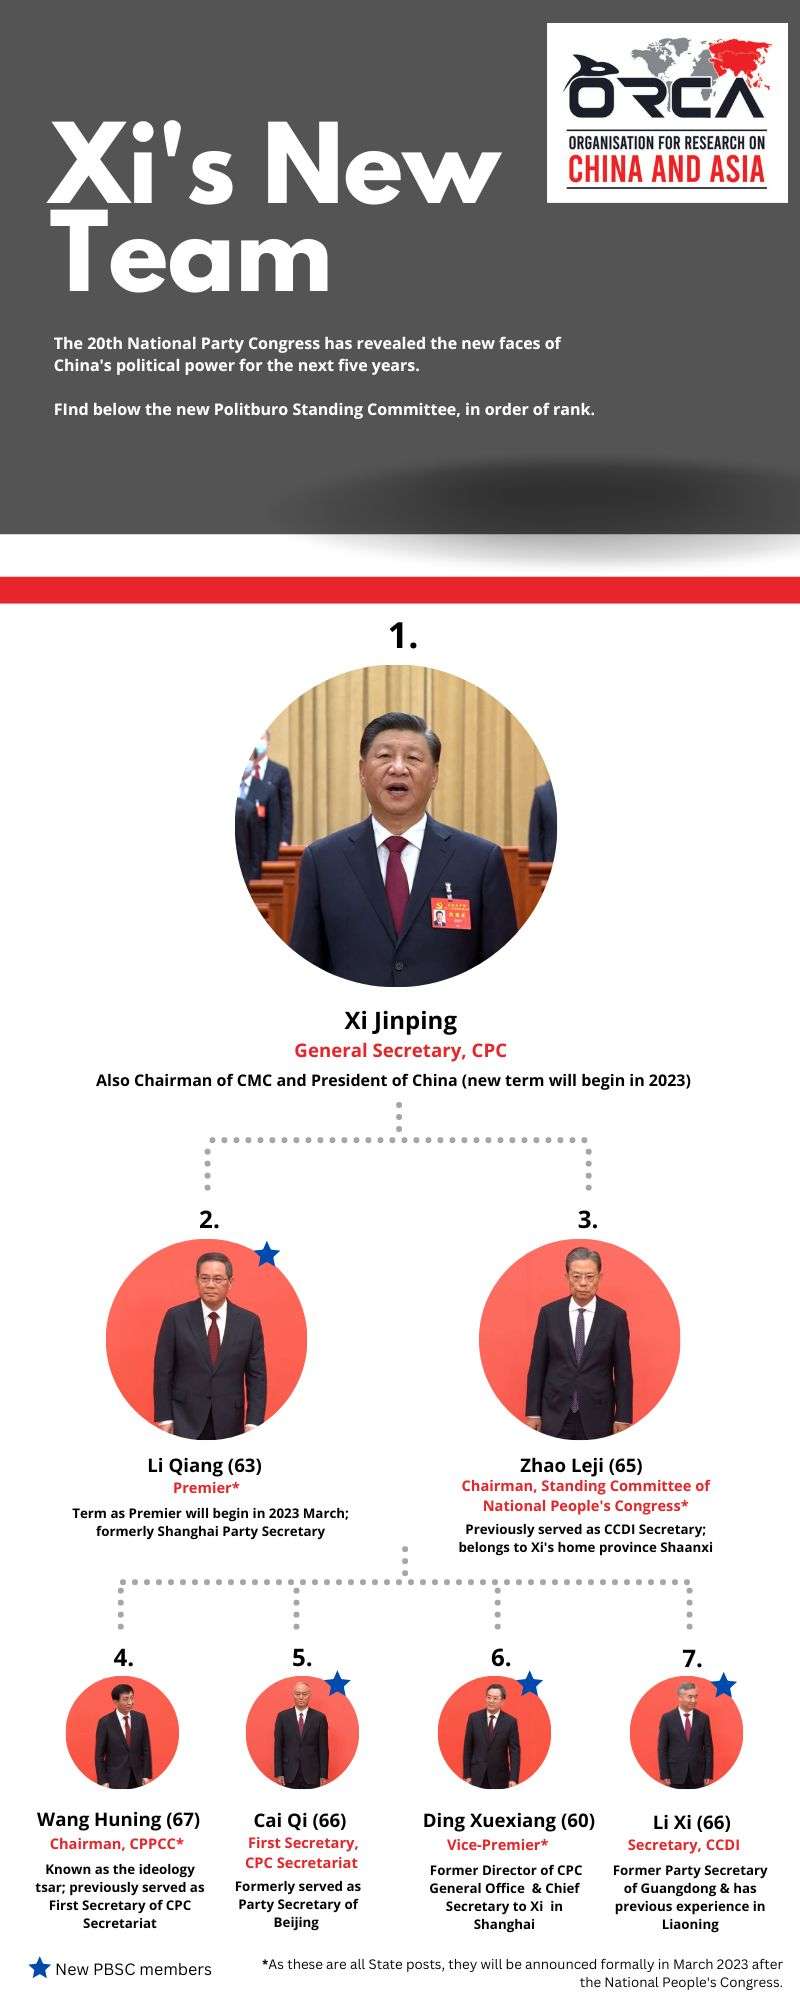 ORCA
ORGANISATION FOR RESEARCH ON
CHINA AND ASIA
Xi's New
Team
The 20th National Party Congress has revealed the new faces of
China's political power for the next five years.
FInd below the new Politburo Standing Committee, in order of rank.
1.
Xi Jinping
General Secretary, CPC
Also Chairman of CMC and President of China (new term will begin in 2023)
2.
Li Qiang (63)
Premier*
Term as Premier will begin in 2023 March;
formerly Shanghai Party Secretary
3.
Zhao Leji (65)
Chairman, Standing Committee of
National People's Congress*
Previously served as CCDI Secretary;
belongs to Xi's home province Shaanxi
4.
Wang Huning (67)
Chairman, CPPCC*
Known as the ideology
tsar; previously served as
First Secretary of CPC
Secretariat
5.
Cai Qi (66)
First Secretary,
CPC Secretariat
Formerly served as
Party Secretary of
Beijing
6.
Ding Xuexiang (60)
Vice-Premier*
Former Director of CPC
General Office & Chief
Secretary to Xi in
Shanghai
7.
Li Xi (66)
Secretary, CCDI
Former Party Secretary
of Guangdong & has
previous experience in
Liaoning
New PBSC members
*As these are all State posts, they will be announced formally in March 2023 after
the National People's Congress.